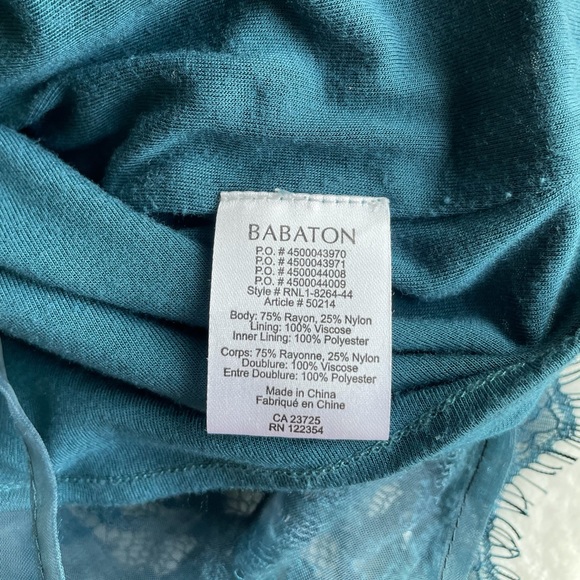 BABATON
P.O. # 4500043970
P.O. # 4500043971
P.O. # 4500044008
P.O. # 4500044009
Style # RNL1-8264-44
Article # 50214
Body: 75% Rayon, 25% Nylon
Lining: 100% Viscose
Inner Lining: 100% Polyester
Corps: 75% Rayonne, 25% Nylon
Doublure: 100% Viscose
Entre Doublure: 100% Polyester
Made in China
Fabriqué en Chine
CA 23725
RN 122354